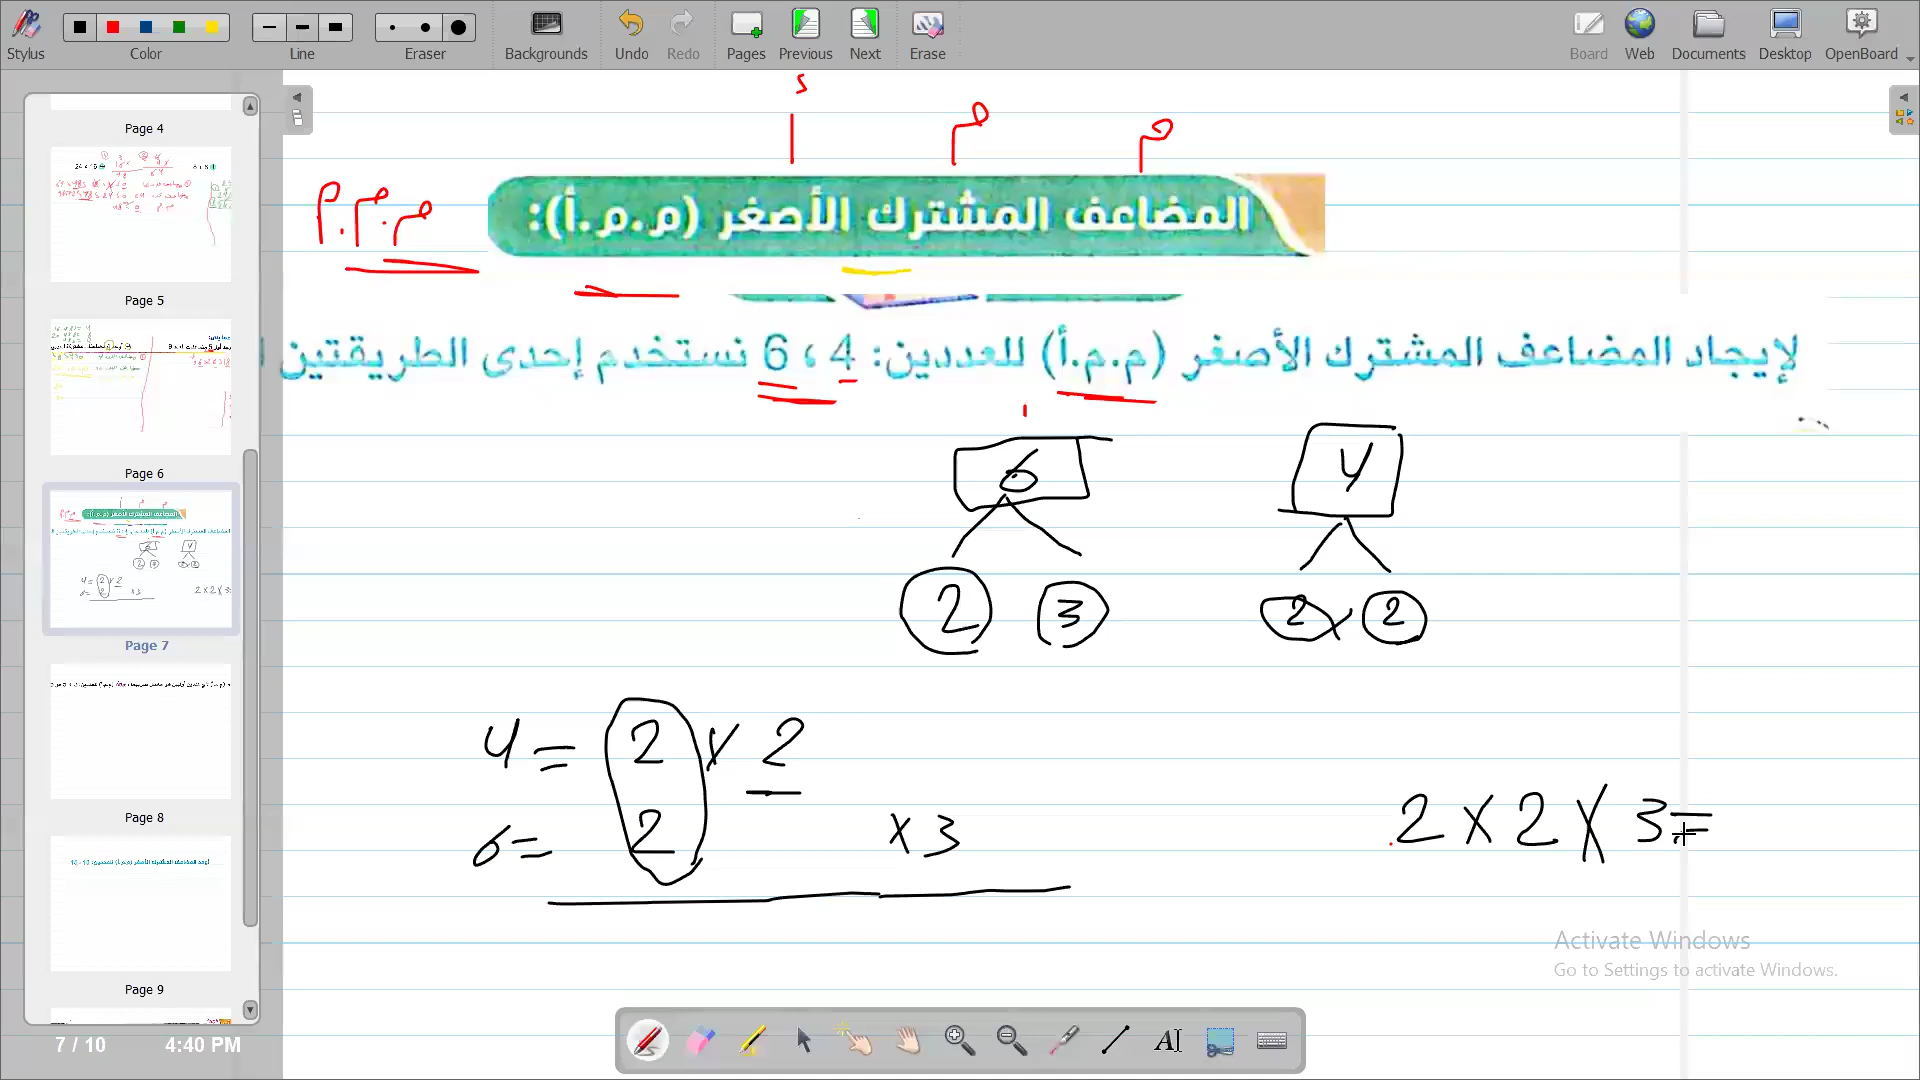 Stylus Color Line Eraser Backgrounds Undo Redo Pages Previous Next Erase Board Web Documents Desktop OpenBoard
Page 4
Page 5
Page 6
Page 7
Page 8
Page 9
7 / 10 4:40 PM
م.م.أ
المضاعف المشترك الأصغر (م.م.أ):
لإيجاد المضاعف المشترك الأصغر (م.م.أ) للعددين: 4 ، 6 نستخدم إحدى الطريقتين
6 4
2 3 2 x 2
4 = 2 x 2
6 = 2 x 3
2 x 2 x 3 =
Activate Windows
Go to Settings to activate Windows.